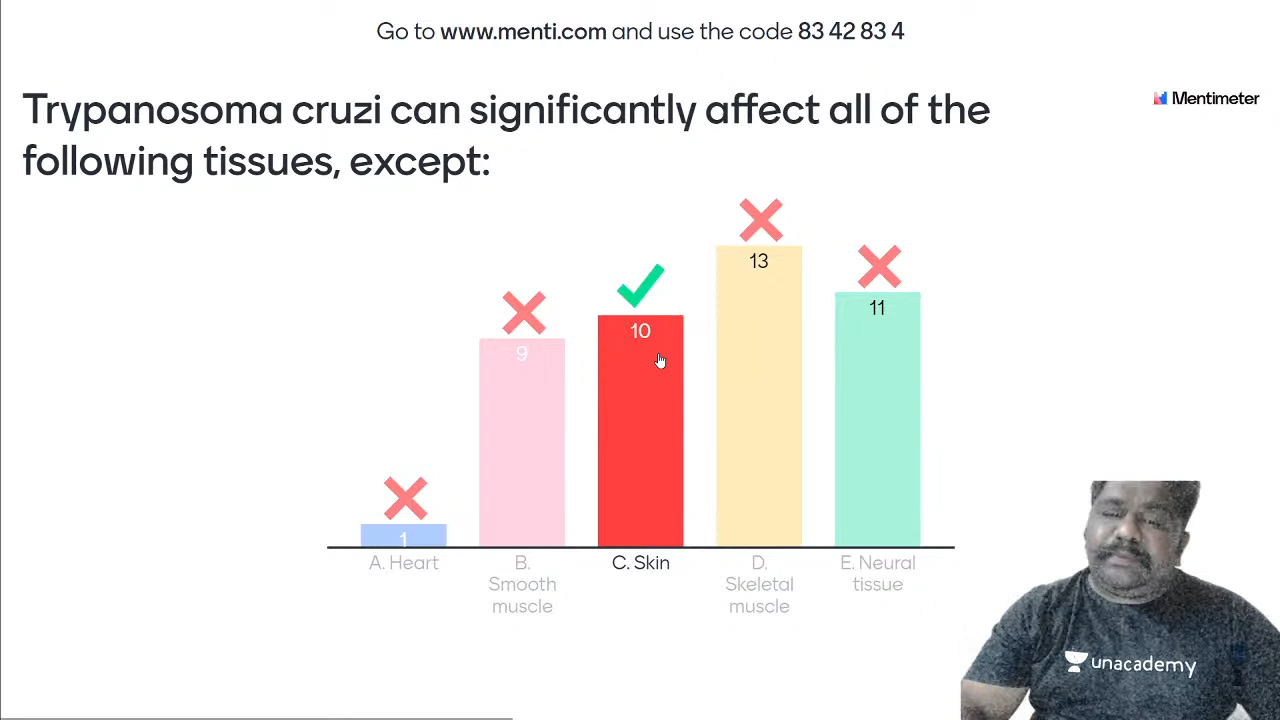 Go to www.menti.com and use the code 83 42 83 4
Trypanosoma cruzi can significantly affect all of the
following tissues, except:
Mentimeter
13
11
10
9
1
A. Heart
B.
Smooth
muscle
C. Skin
D.
Skeletal
muscle
E. Neural
tissue
unacademy